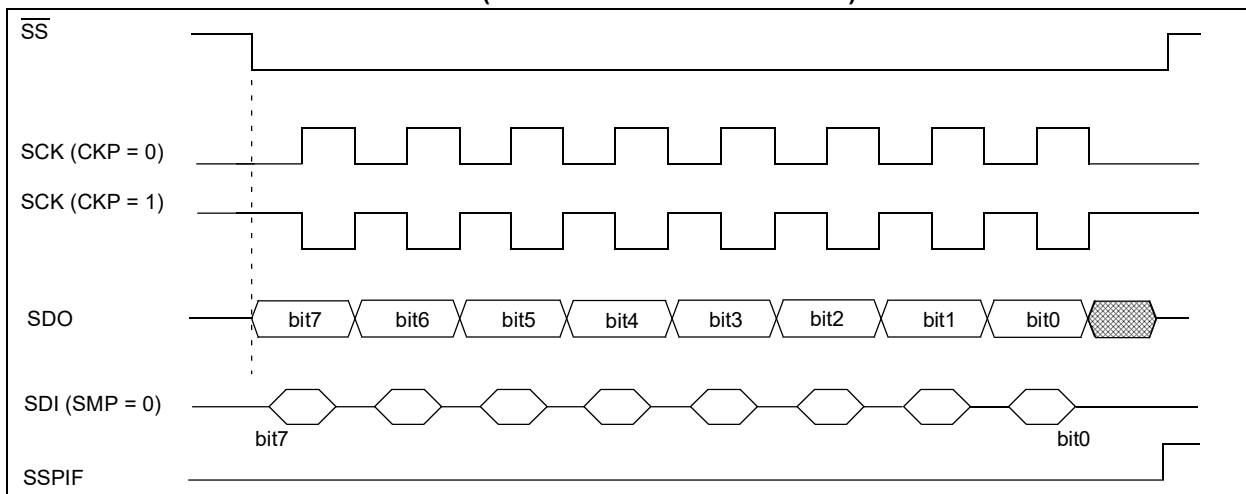 SS
SCK (CKP = 0)
SCK (CKP = 1)
SDO
bit7 bit6 bit5 bit4 bit3 bit2 bit1 bit0
SDI (SMP = 0)
bit7 bit0
SSPIF